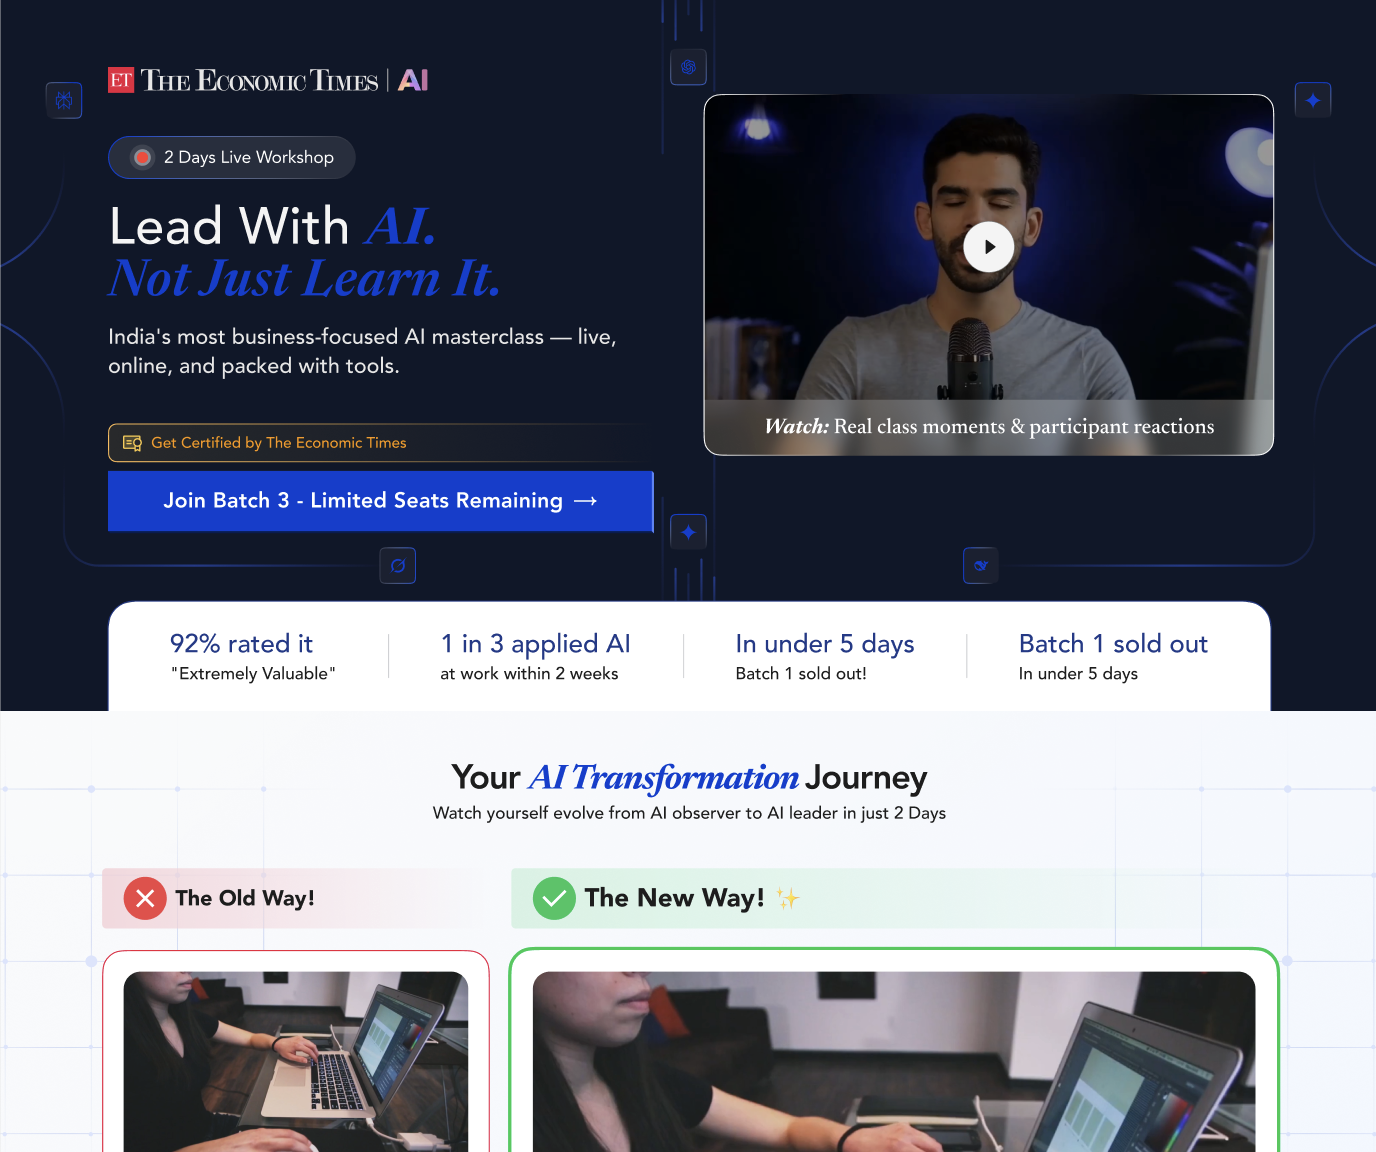 ET THE ECONOMIC TIMES | AI
2 Days Live Workshop
Lead With AI.
Not Just Learn It.
India's most business-focused AI masterclass — live,
online, and packed with tools.
Get Certified by The Economic Times
Join Batch 3 - Limited Seats Remaining →
Watch: Real class moments & participant reactions
92% rated it
"Extremely Valuable"
1 in 3 applied AI
at work within 2 weeks
In under 5 days
Batch 1 sold out!
Batch 1 sold out
In under 5 days
Your AI Transformation Journey
Watch yourself evolve from AI observer to AI leader in just 2 Days
The Old Way!
The New Way! ✨